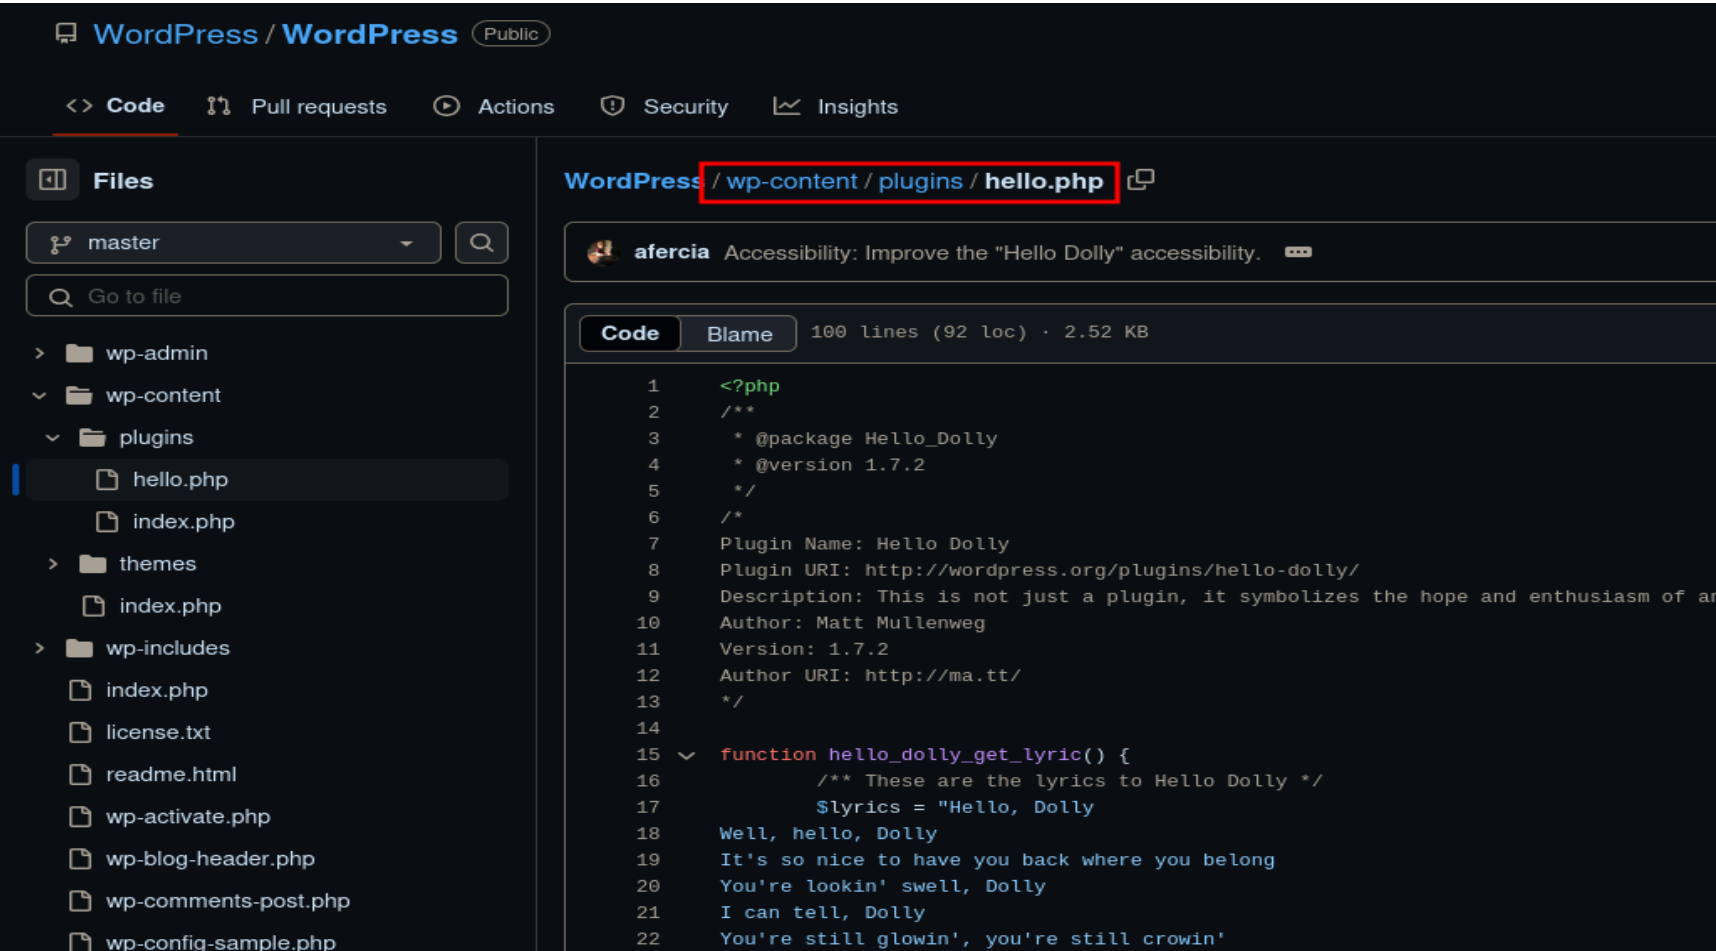 WordPress / WordPress Public
Code Pull requests Actions Security Insights
Files
master
Go to file
wp-admin
wp-content
plugins
hello.php
index.php
themes
index.php
wp-includes
index.php
license.txt
readme.html
wp-activate.php
wp-blog-header.php
wp-comments-post.php
wp-config-sample.php
WordPress / wp-content / plugins / hello.php
afercia Accessibility: Improve the "Hello Dolly" accessibility.
Code Blame 100 lines (92 loc) · 2.52 KB
1 <?php
2 /**
3 * @package Hello_Dolly
4 * @version 1.7.2
5 */
6 /*
7 Plugin Name: Hello Dolly
8 Plugin URI: http://wordpress.org/plugins/hello-dolly/
9 Description: This is not just a plugin, it symbolizes the hope and enthusiasm of
10 Author: Matt Mullenweg
11 Version: 1.7.2
12 Author URI: http://ma.tt/
13 */
14
15 function hello_dolly_get_lyric() {
16 /** These are the lyrics to Hello Dolly */
17 $lyrics = "Hello, Dolly
18 Well, hello, Dolly
19 It's so nice to have you back where you belong
20 You're lookin' swell, Dolly
21 I can tell, Dolly
22 You're still glowin', you're still crowin'